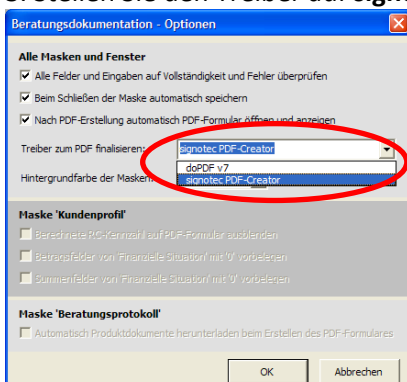 Stellen Sie den Treiber auf
Beratungsdokumentation - Optionen
Alle Masken und Fenster
Alle Felder und Eingaben auf Vollständigkeit und Fehler überprüfen
Beim Schließen der Maske automatisch speichern
Nach PDF-Erstellung automatisch PDF-Formular öffnen und anzeigen
Treiber zum PDF finalisieren: signotec PDF-Creator
doPDF v7
Hintergrundfarbe der Masken: signotec PDF-Creator
Maske 'Kundenprofil'
Berechnete RC-Kennzahl auf PDF-Formular ausblenden
Betragsfelder von 'Finanzielle Situation' mit '0' vorbelegen
Summenfelder von 'Finanzielle Situation' mit '0' vorbelegen
Maske 'Beratungsprotokoll'
Automatisch Produktdokumente herunterladen beim Erstellen des PDF-Formulares
OK Abbrechen